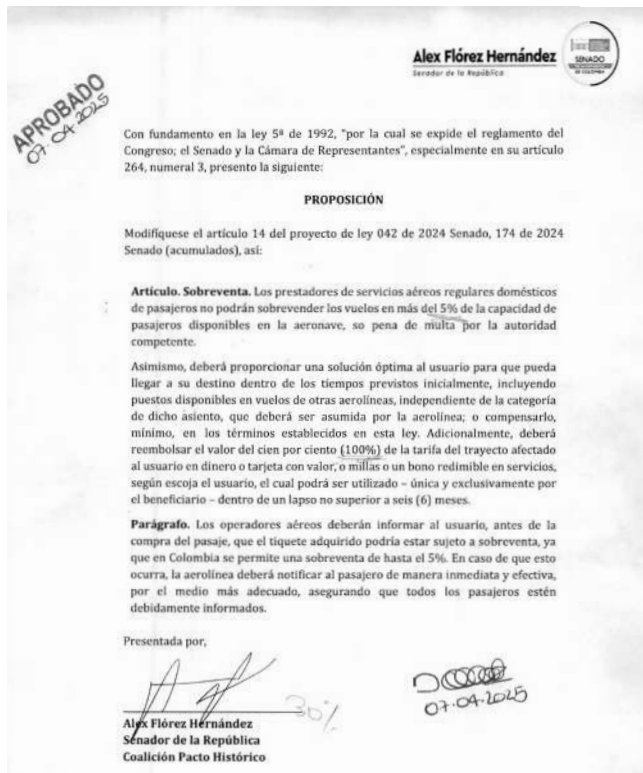 Alex Flórez Hernández
Senador de la República
SENADO
DE LA REPÚBLICA
DE COLOMBIA
APROBADO
07-04-2025
Con fundamento en la ley 5ª de 1992, "por la cual se expide el reglamento del
Congreso; el Senado y la Cámara de Representantes", especialmente en su artículo
264, numeral 3, presento la siguiente:
PROPOSICIÓN
Modifíquese el artículo 14 del proyecto de ley 042 de 2024 Senado, 174 de 2024
Senado (acumulados), así:
Artículo. Sobreventa. Los prestadores de servicios aéreos regulares domésticos
de pasajeros no podrán sobrevender los vuelos en más del 5% de la capacidad de
pasajeros disponibles en la aeronave, so pena de multa por la autoridad
competente.
Asimismo, deberá proporcionar una solución óptima al usuario para que pueda
llegar a su destino dentro de los tiempos previstos inicialmente, incluyendo
puestos disponibles en vuelos de otras aerolíneas, independiente de la categoría
de dicho asiento, que deberá ser asumida por la aerolínea; o compensarlo,
mínimo, en los términos establecidos en esta ley. Adicionalmente, deberá
reembolsar el valor del cien por ciento (100%) de la tarifa del trayecto afectado
al usuario en dinero o tarjeta con valor, o millas o un bono redimible en servicios,
según escoja el usuario, el cual podrá ser utilizado – única y exclusivamente por
el beneficiario – dentro de un lapso no superior a seis (6) meses.
Parágrafo. Los operadores aéreos deberán informar al usuario, antes de la
compra del pasaje, que el tiquete adquirido podría estar sujeto a sobreventa, ya
que en Colombia se permite una sobreventa de hasta el 5%. En caso de que esto
ocurra, la aerolínea deberá notificar al pasajero de manera inmediata y efectiva,
por el medio más adecuado, asegurando que todos los pasajeros estén
debidamente informados.
Presentada por,
07-04-2025
30%
Alex Flórez Hernández
Senador de la República
Coalición Pacto Histórico